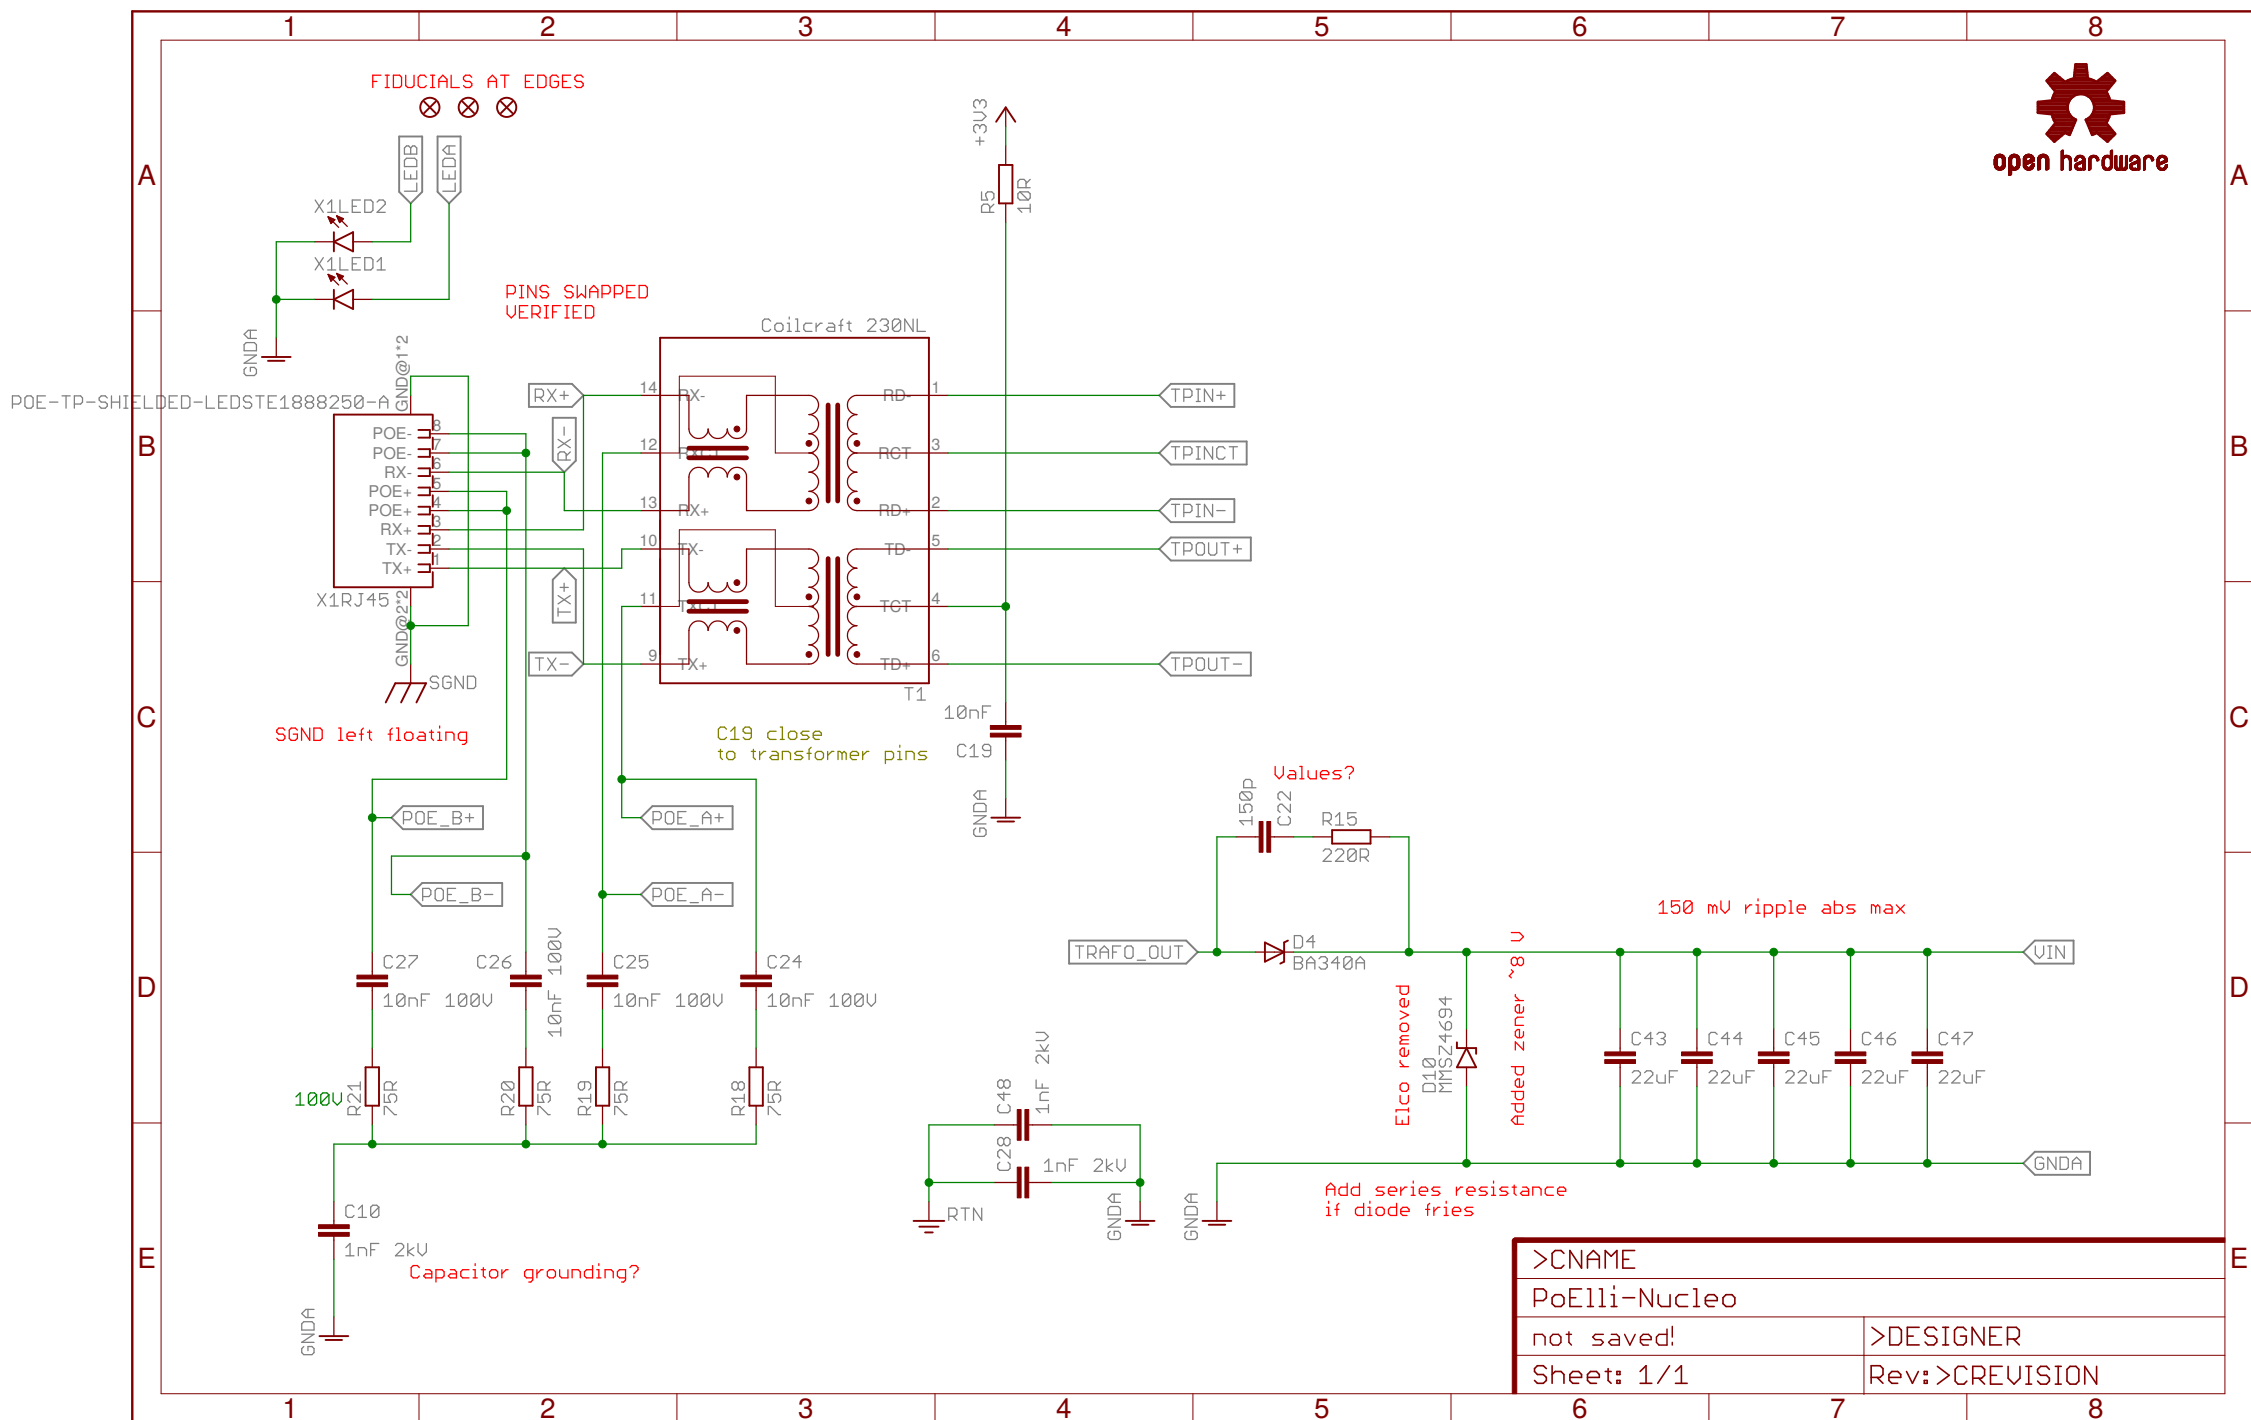 1 2 3 4 5 6 7 8
FIDUCIALS AT EDGES
open hardware
A
A
LEDB
LEDA
+3V3
R5
10R
X1LED2
X1LED1
GNDA
PINS SWAPPED
VERIFIED
Coilcraft 230NL
POE-TP-SHIELDED-LEDSTE1888250-A
GND@1*2
B
B
POE- 8
POE- 7
RX- 6
POE+ 5
POE+ 4
RX+ 3
TX- 2
TX+ 1
X1RJ45
GND@2*2
SGND
SGND left floating
RX+
RX-
TX+
TX-
14 RX-
12 RXCT
13 RX+
10 TX-
11 TXCT
9 TX+
RD- 1
RCT 3
RD+ 2
TD- 5
TCT 4
TD+ 6
T1
TPIN+
TPINCT
TPIN-
TPOUT+
TPOUT-
C
C
C19 close
to transformer pins
10nF
C19
GNDA
POE_B+
POE_B-
POE_A+
POE_A-
Values?
150p
C22
R15
220R
TRAFO_OUT
D4
BA340A
150 mV ripple abs max
VIN
D
D
C27
10nF 100V
C26
10nF 100V
C25
10nF 100V
C24
10nF 100V
100V
R21
75R
R20
75R
R19
75R
R18
75R
Elco removed
D10
MMSZ4694
Added zener ~8 V
C43
22uF
C44
22uF
C45
22uF
C46
22uF
C47
22uF
C48
1nF 2kV
C28
1nF 2kV
RTN
GNDA
GNDA
GNDA
Add series resistance
if diode fries
E
E
C10
1nF 2kV
Capacitor grounding?
GNDA
>CNAME
PoElli-Nucleo
not saved!
>DESIGNER
Sheet: 1/1
Rev:>CREVISION
1 2 3 4 5 6 7 8